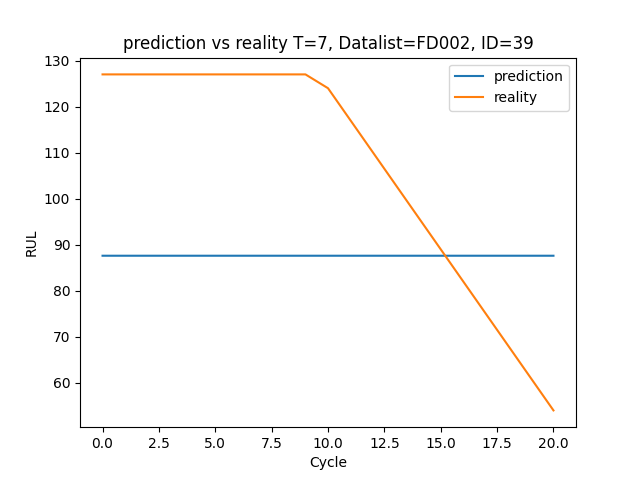 prediction vs reality T=7, Datalist=FD002, ID=39
130
120
110
100
90
80
70
60
RUL
prediction
reality
0.0 2.5 5.0 7.5 10.0 12.5 15.0 17.5 20.0
Cycle